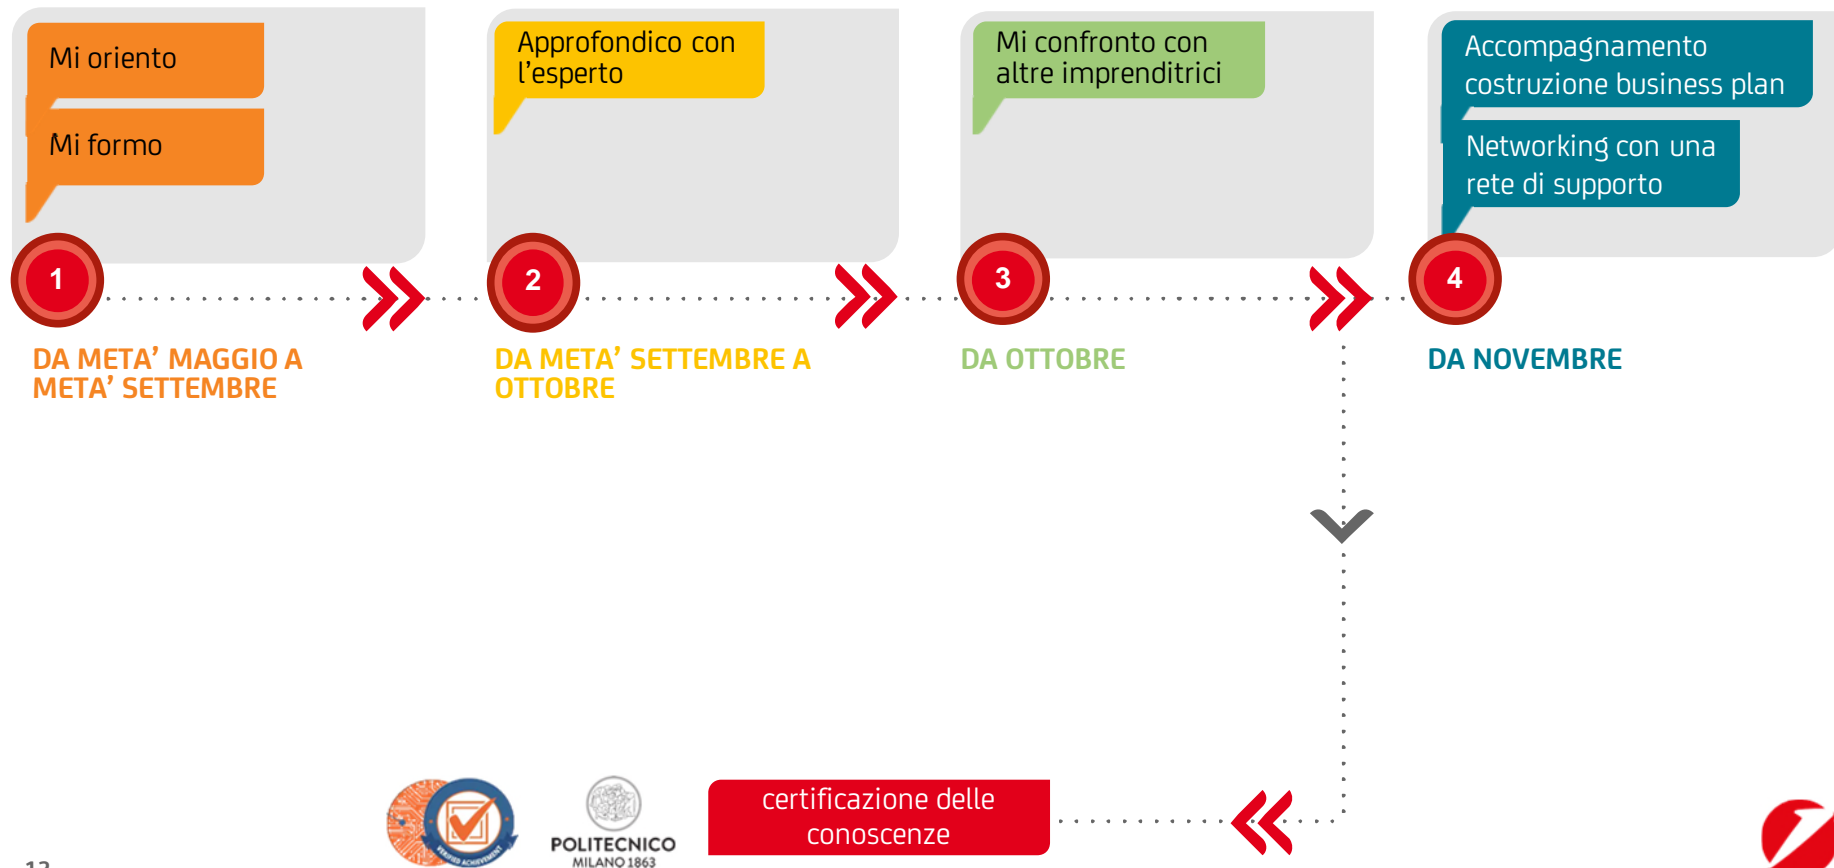 Mi oriento
Mi formo
1
DA META’ MAGGIO A
META’ SETTEMBRE
Approfondico con
l’esperto
2
DA META’ SETTEMBRE A
OTTOBRE
Mi confronto con
altre imprenditrici
3
DA OTTOBRE
Accompagnamento
costruzione business plan
Networking con una
rete di supporto
4
DA NOVEMBRE
VERIFIED ACHIEVEMENT
POLITECNICO
MILANO 1863
certificazione delle
conoscenze